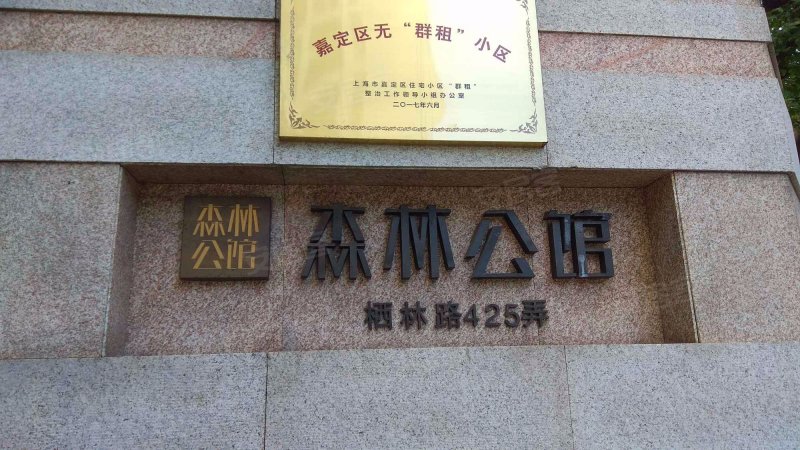 嘉定区无“群租”小区
上海市嘉定区住宅小区“群租”
整治工作领导小组办公室
二〇一七年六月
森林
公馆
森林公馆
栖林路425弄